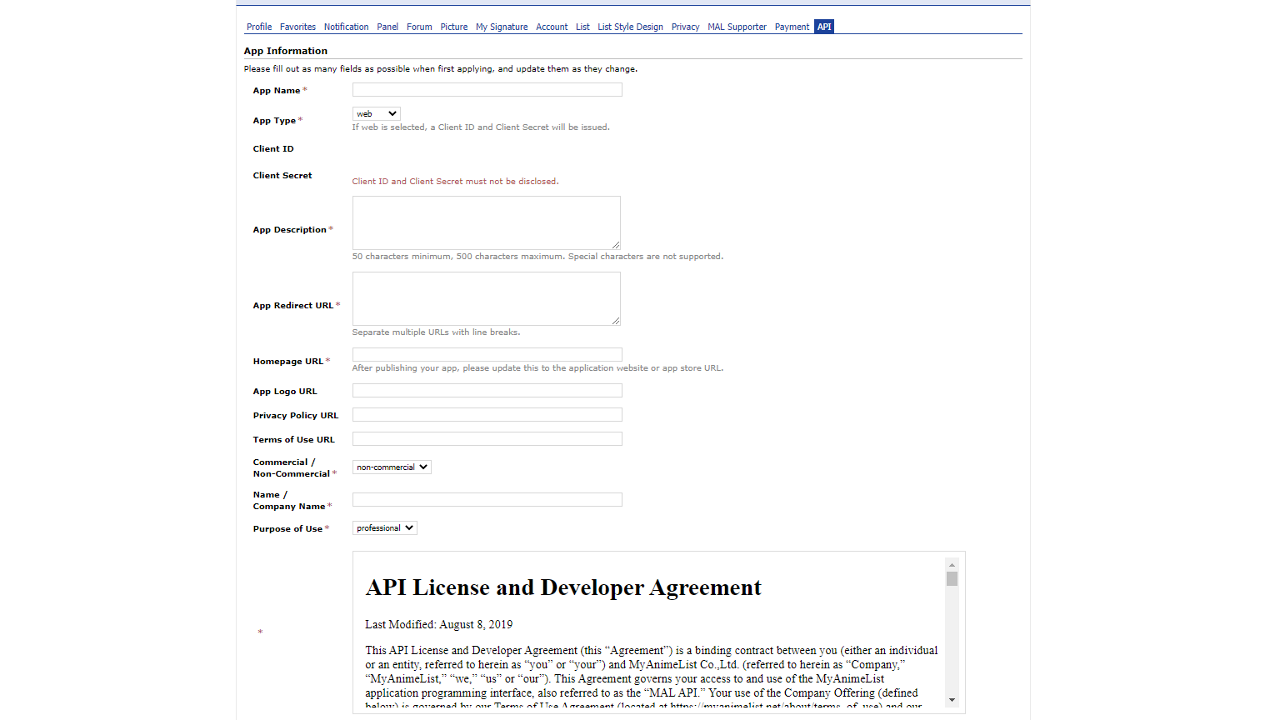 Profile Favorites Notification Panel Forum Picture My Signature Account List List Style Design Privacy MAL Supporter Payment API
App Information
Please fill out as many fields as possible when first applying, and update them as they change.
App Name *
App Type * web
If web is selected, a Client ID and Client Secret will be issued.
Client ID
Client Secret
Client ID and Client Secret must not be disclosed.
App Description *
50 characters minimum, 500 characters maximum. Special characters are not supported.
App Redirect URL *
Separate multiple URLs with line breaks.
Homepage URL *
After publishing your app, please update this to the application website or app store URL.
App Logo URL
Privacy Policy URL
Terms of Use URL
Commercial /
Non-Commercial * non-commercial
Name /
Company Name *
Purpose of Use * professional
*
API License and Developer Agreement
Last Modified: August 8, 2019
This API License and Developer Agreement (this “Agreement”) is a binding contract between you (either an individual
or an entity, referred to herein as “you” or “your”) and MyAnimeList Co.,Ltd. (referred to herein as “Company,”
“MyAnimeList,” “we,” “us” or “our”). This Agreement governs your access to and use of the MyAnimeList
application programming interface, also referred to as the “MAL API.” Your use of the Company Offering (defined
below) is governed by our Terms of Use Agreement (located at https://myanimelist.net/about/terms_of_use) and our